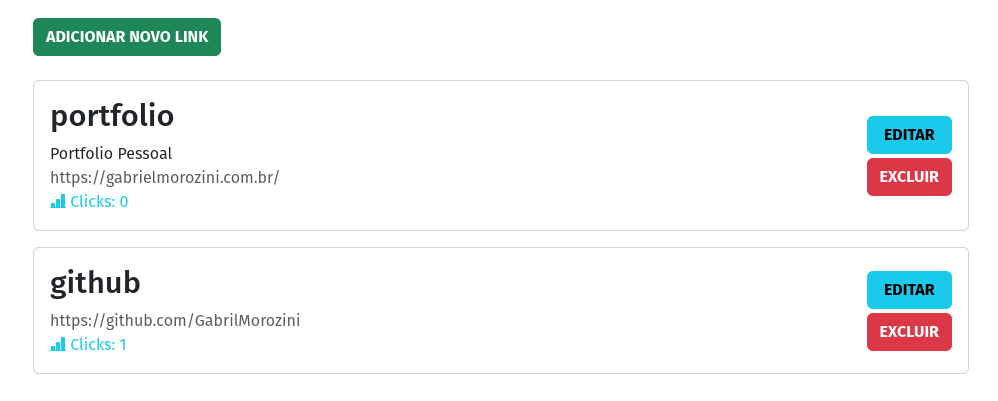 ADICIONAR NOVO LINK
portfolio
Portfolio Pessoal
https://gabrielmorozini.com.br/
Clicks: 0
EDITAR
EXCLUIR
github
https://github.com/GabrilMorozini
Clicks: 1
EDITAR
EXCLUIR